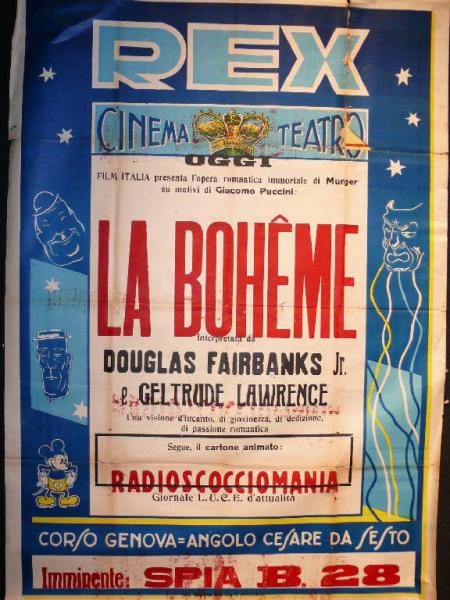 REX
CINEMA TEATRO
OGGI
FILM ITALIA presenta l'opera romantica immortale di Murger
su motivi di Giacomo Puccini:
LA BOHÊME
Interpretata da
DOUGLAS FAIRBANKS Jr.
e GELTRUDE LAWRENCE
Una visione d'incanto, di giovinezza, di dedizione,
di passione romantica
Segue, il cartone animato:
RADIOSCOCCIOMANIA
Giornale L.U.C.E. d'attualità
CORSO GENOVA=ANGOLO CESARE DA SESTO
Imminente: SPIA B. 28